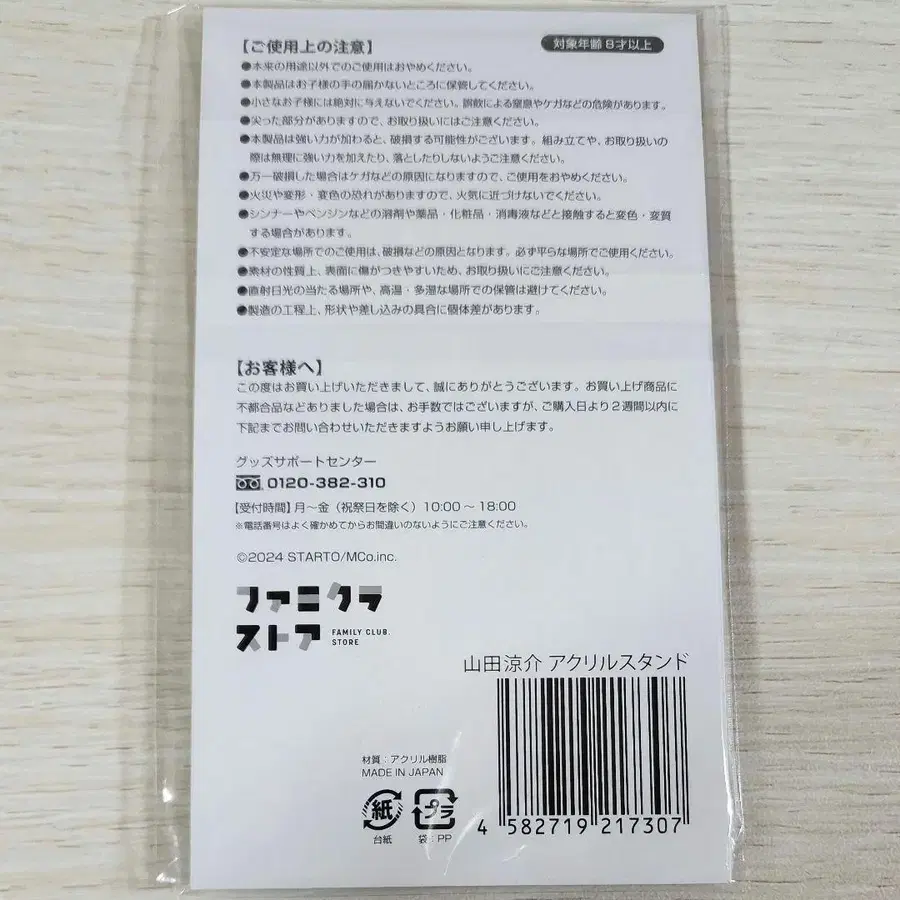 【ご使用上の注意】
対象年齢8才以上
●本来の用途以外でのご使用はおやめください。
●本製品はお子様の手の届かないところに保管してください。
●小さなお子様には絶対に与えないでください。誤飲による窒息やケガなどの危険があります。
●尖った部分がありますので、お取り扱いにはご注意ください。
●本製品は強い力が加わると、破損する可能性がございます。組み立てや、お取り扱いの
際は無理に強い力を加えたり、落としたりしないようご注意ください。
●万一破損した場合はケガなどの原因になりますので、ご使用をおやめください。
●火災や変形・変色の恐れがありますので、火気に近づけないでください。
●シンナーやベンジンなどの溶剤や薬品・化粧品・消毒液などと接触すると変色・変質
する場合があります。
●不安定な場所でのご使用は、破損などの原因となります。必ず平らな場所でご使用ください。
●素材の性質上、表面に傷がつきやすいため、お取り扱いにご注意ください。
●直射日光の当たる場所や、高温・多湿な場所での保管は避けてください。
●製造の工程上、形状や差し込みの具合に個体差があります。
【お客様へ】
この度はお買い上げいただきまして、誠にありがとうございます。お買い上げ商品に
不都合品などありました場合は、お手数ではございますが、ご購入日より2週間以内に
下記までお問い合わせいただきますようお願い申し上げます。
グッズサポートセンター
0120-382-310
【受付時間】月～金（祝祭日を除く）10:00～18:00
※電話番号はよく確かめてからお間違いのないようにご注意ください。
©2024 STARTO/MCo.inc.
ファミクラ
ストア
FAMILY CLUB.
STORE
山田涼介 アクリルスタンド
材質：アクリル樹脂
MADE IN JAPAN
紙
プラ
台紙
袋：PP
4 582719 217307